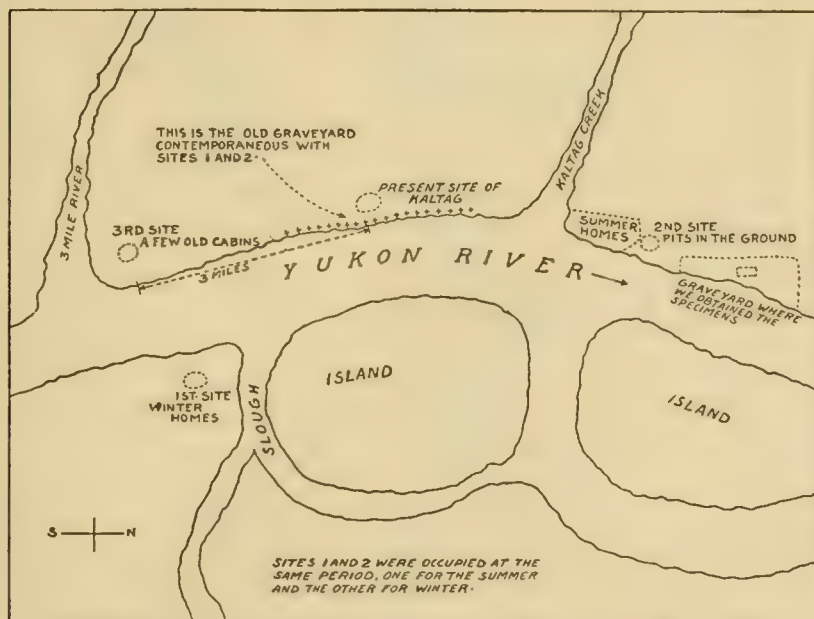 THIS IS THE OLD GRAVEYARD
CONTEMPORANEOUS WITH
SITES 1 AND 2.
3 MILE RIVER
3RD SITE
A FEW OLD CABINS
PRESENT SITE OF
KALTAG
KALTAG CREEK
SUMMER
HOMES
2ND SITE
PITS IN THE GROUND
3 MILES
YUKON RIVER
GRAVEYARD WHERE
WE OBTAINED THE
SPECIMENS
1ST. SITE
WINTER
HOMES
SLOUGH
ISLAND
ISLAND
S N
SITES 1 AND 2 WERE OCCUPIED AT THE
SAME PERIOD, ONE FOR THE SUMMER
AND THE OTHER FOR WINTER.